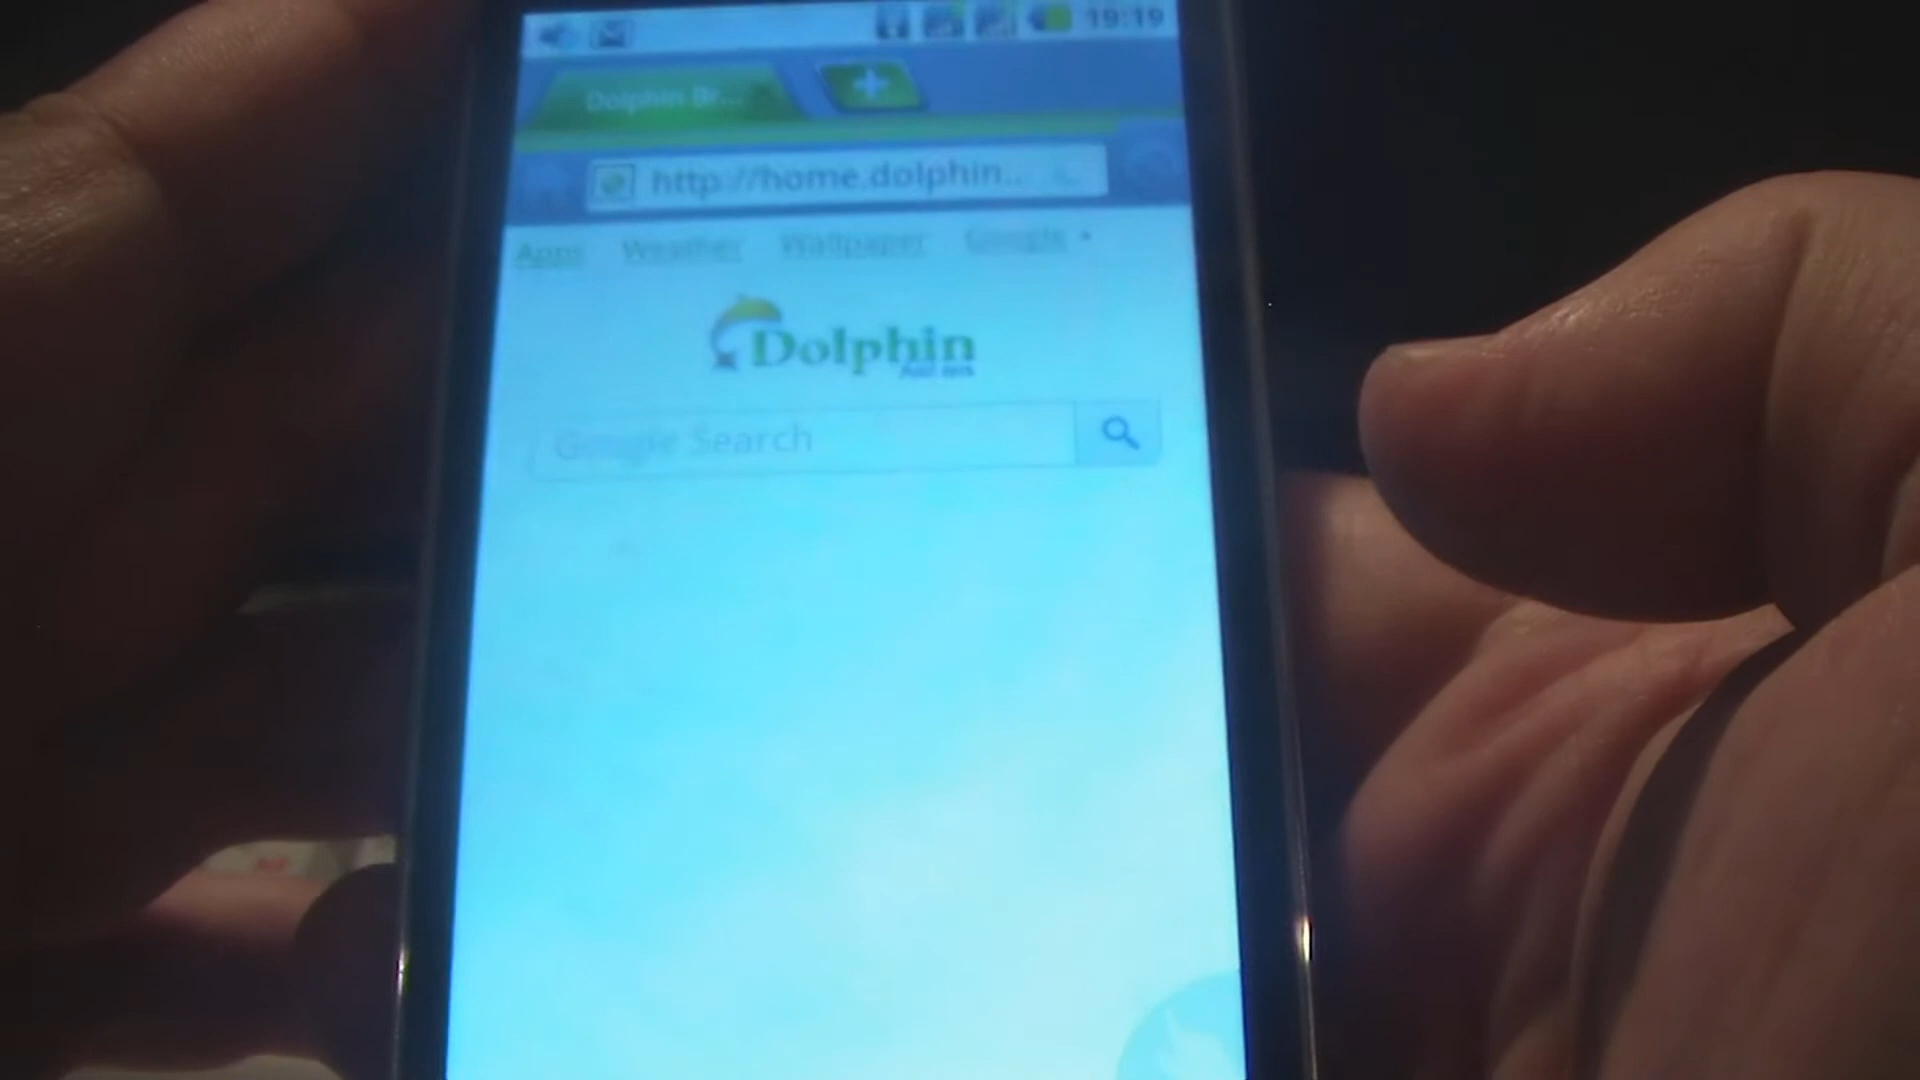 19:19
Dolphin Br...
http://home.dolphin...
Apps Weather Wallpaper Google
Dolphin
Google Search